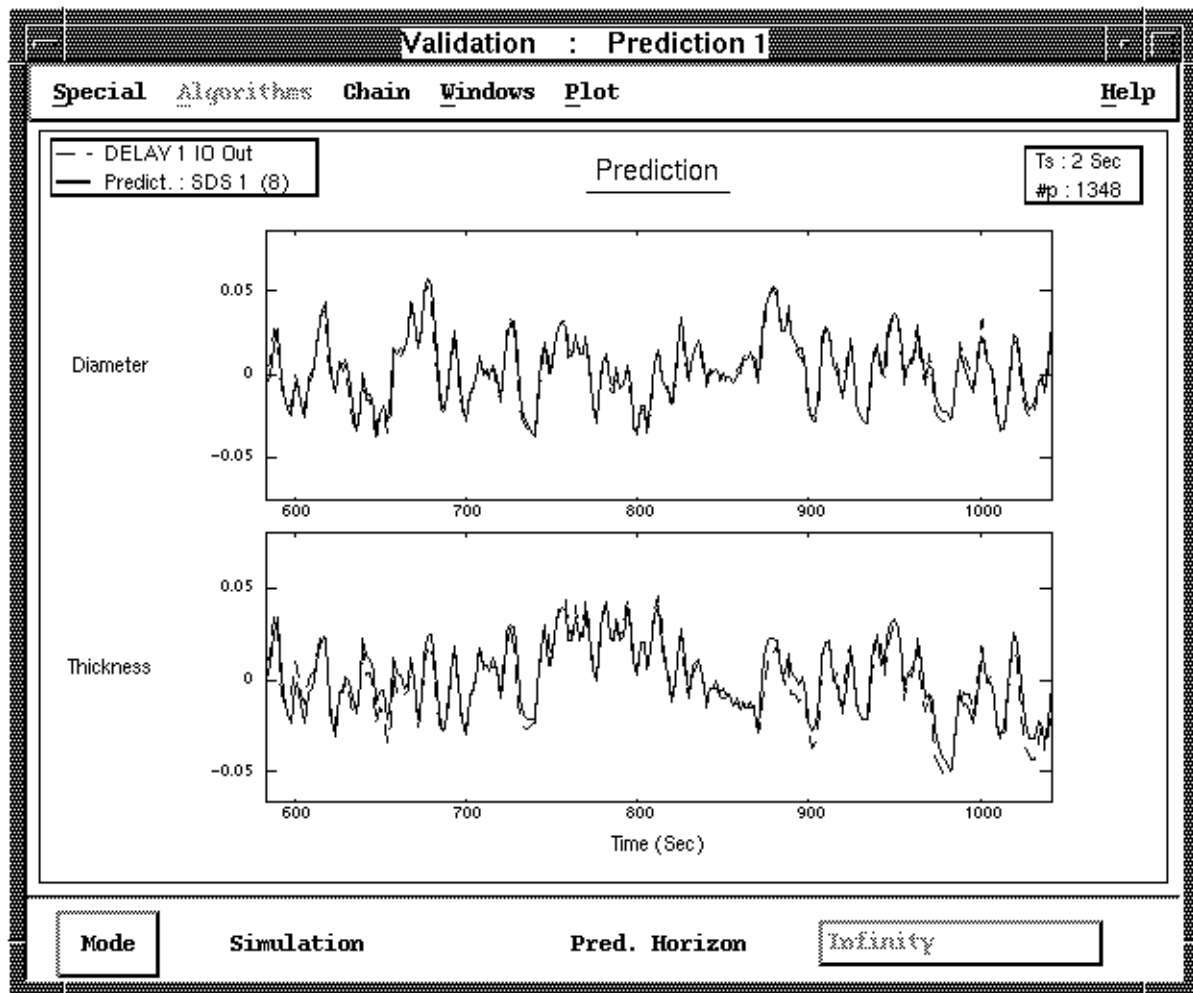 Validation : Prediction 1
Special Algorithms Chain Windows Plot Help
DELAY 1 IO Out
Predict. : SDS 1 (8)
Prediction
Ts : 2 Sec
#p : 1348
0.05
Diameter
0
-0.05
600 700 800 900 1000
0.05
Thickness
0
-0.05
600 700 800 900 1000
Time (Sec)
Mode Simulation Pred. Horizon Infinity